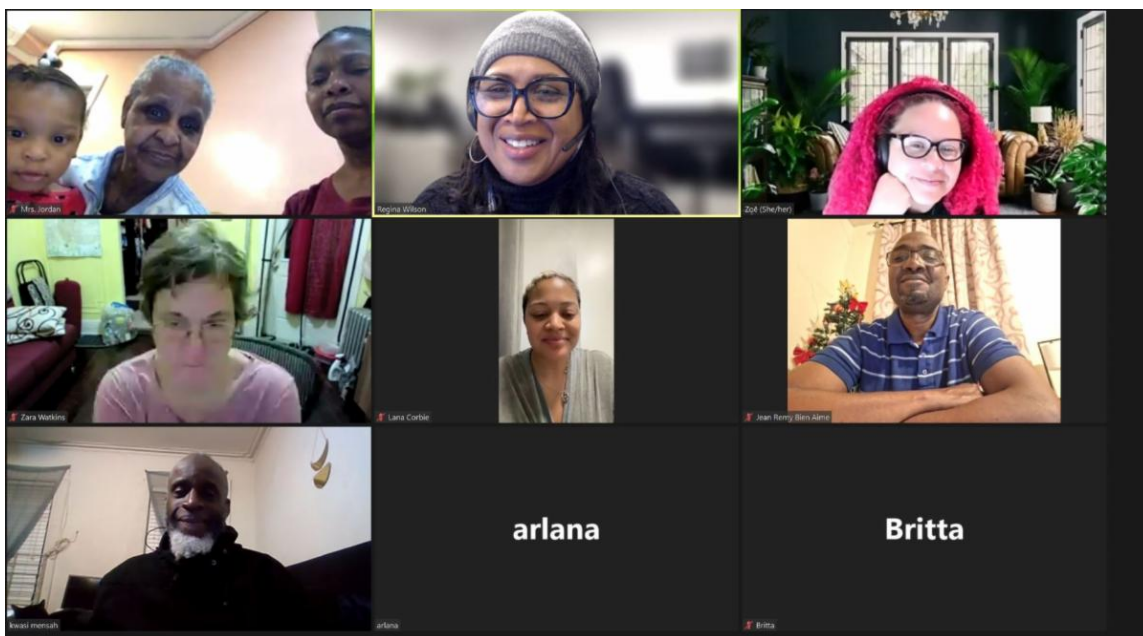 Mrs. Jordan
Regina Wilson
Zoë (She/her)
Zara Watkins
Lana Corbie
Jean Remy Bien Aime
kwasi mensah
arlana
arlana
Britta
Britta